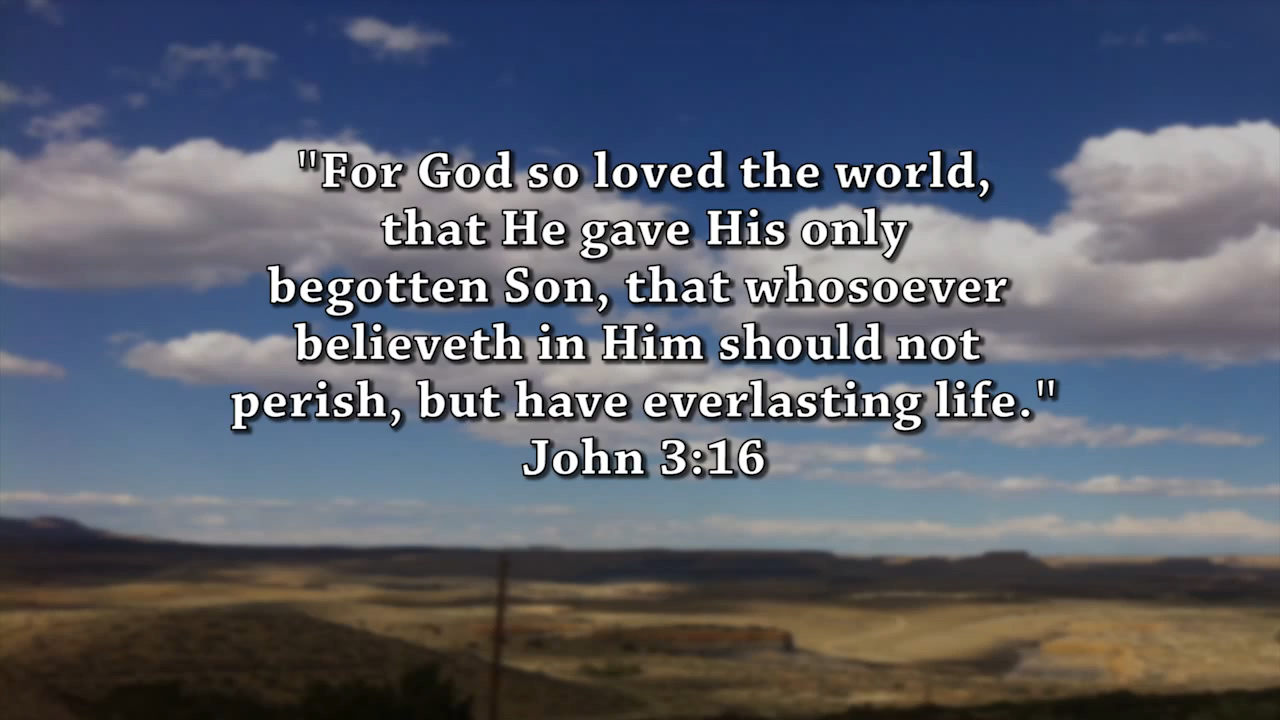 "For God so loved the world,
that He gave His only
begotten Son, that whosoever
believeth in Him should not
perish, but have everlasting life."
John 3:16